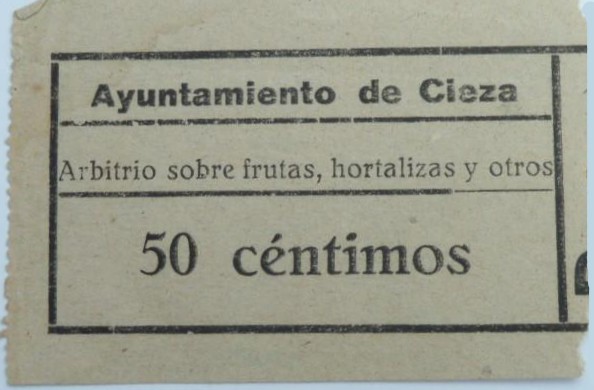 Ayuntamiento de Cieza
Arbitrio sobre frutas, hortalizas y otros
50 céntimos